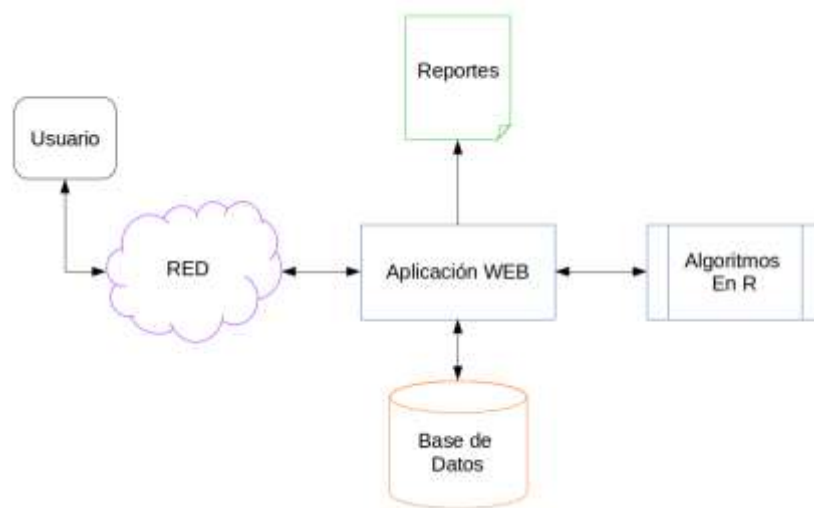 Reportes
Usuario
RED
Aplicación WEB
Algoritmos
En R
Base de
Datos